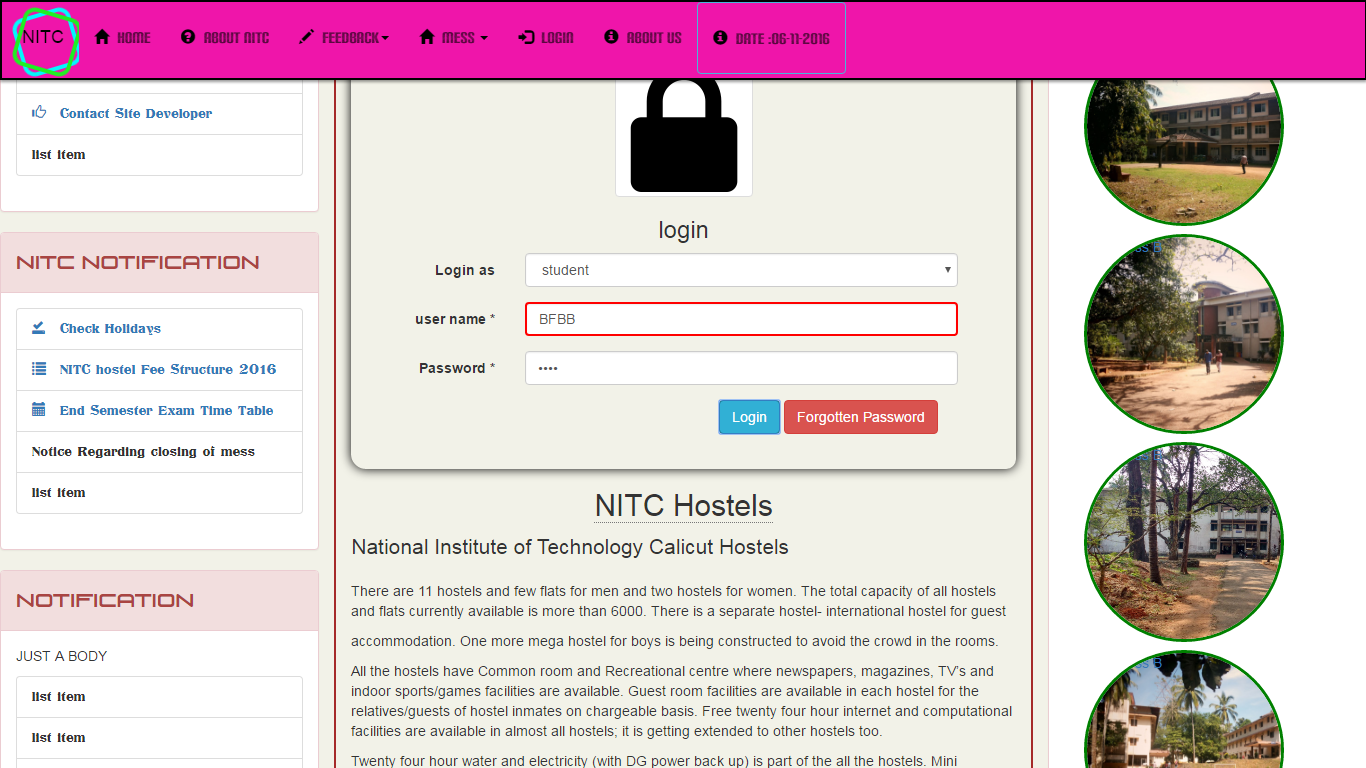 NITC
HOME
ABOUT NITC
FEEDBACK
MESS
LOGIN
ABOUT US
DATE :06-11-2016
Contact Site Developer
list item
NITC NOTIFICATION
Check Holidays
NITC hostel Fee Structure 2016
End Semester Exam Time Table
Notice Regarding closing of mess
list item
NOTIFICATION
JUST A BODY
list item
list item
login
Login as
student
user name *
BFBB
Password *
••••
Login
Forgotten Password
NITC Hostels
National Institute of Technology Calicut Hostels
There are 11 hostels and few flats for men and two hostels for women. The total capacity of all hostels
and flats currently available is more than 6000. There is a separate hostel- international hostel for guest
accommodation. One more mega hostel for boys is being constructed to avoid the crowd in the rooms.
All the hostels have Common room and Recreational centre where newspapers, magazines, TV's and
indoor sports/games facilities are available. Guest room facilities are available in each hostel for the
relatives/guests of hostel inmates on chargeable basis. Free twenty four hour internet and computational
facilities are available in almost all hostels; it is getting extended to other hostels too.
Twenty four hour water and electricity (with DG power back up) is part of the all the hostels. Mini